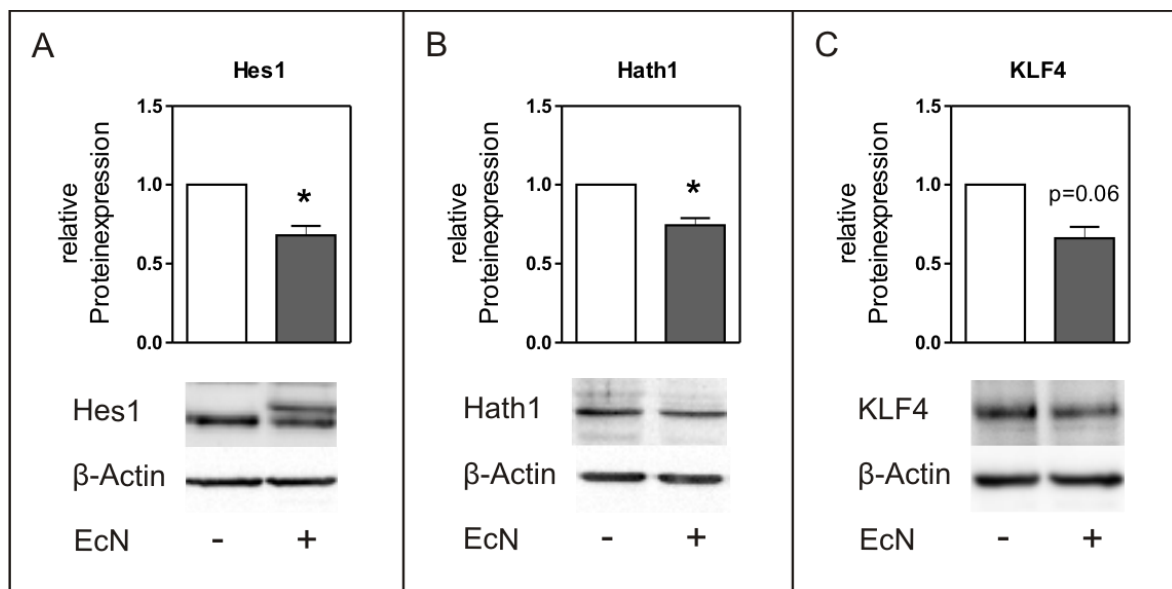 A
Hes1
relative
Proteinexpression
1.5
1.0
0.5
0.0
*
Hes1
β-Actin
EcN - +
B
Hath1
relative
Proteinexpression
1.5
1.0
0.5
0.0
*
Hath1
β-Actin
EcN - +
C
KLF4
relative
Proteinexpression
1.5
1.0
0.5
0.0
p=0.06
KLF4
β-Actin
EcN - +